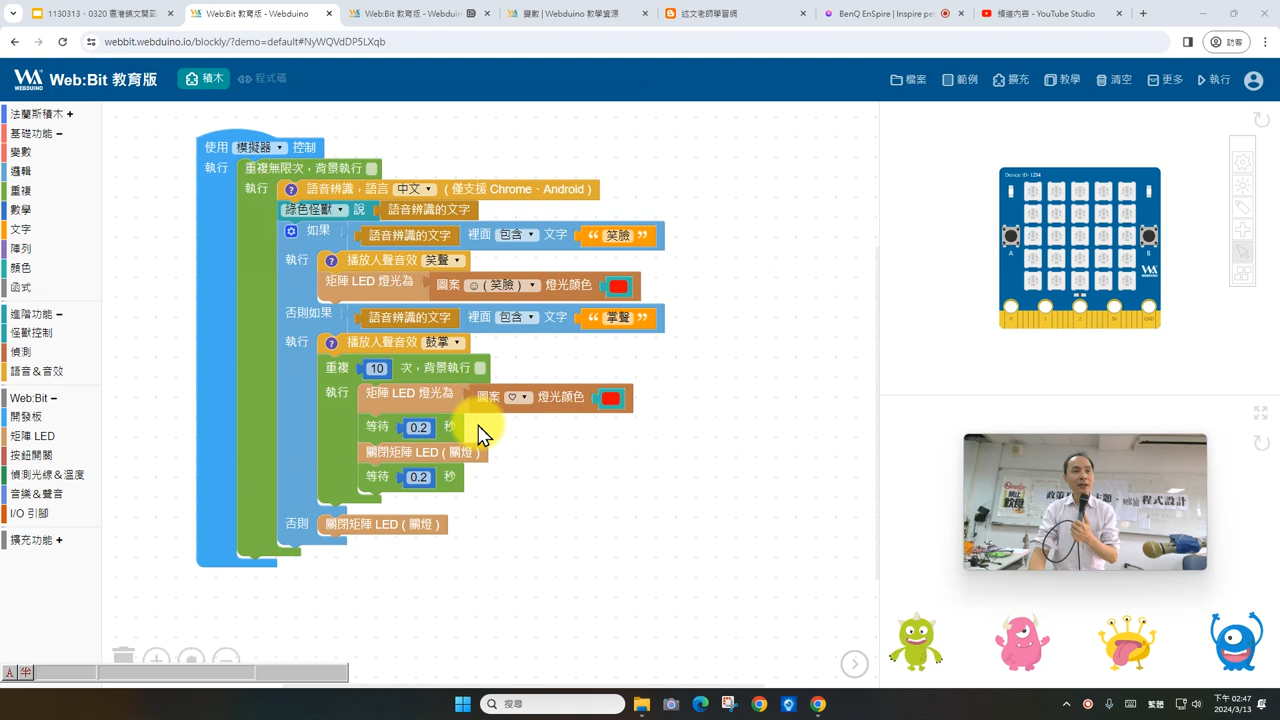 1130313、0320 鹿港鎮文開國
Web:Bit 教育版 - Webduino
Web:Bit 教育版 - Webduino
變數 | Webduino 教學資源
述文老師學習網
BenQ EnSpire | Inspire pe
頻道內容 - YouTube Studio
webbit.webduino.io/blockly/?demo=default#NyWQVdDP5LXqb
訪客
WEBDUINO
Web:Bit 教育版
積木
程式碼
檔案
範例
擴充
教學
清空
更多
執行
法蘭斯積木
基礎功能
變數
邏輯
重複
數學
文字
陣列
顏色
函式
進階功能
怪獸控制
偵測
語音&音效
Web:Bit
開發板
矩陣 LED
按鈕開關
偵測光線&溫度
音樂&聲音
I/O 引腳
擴充功能
使用 模擬器 控制
執行 重複無限次,背景執行
執行 語音辨識,語言 中文 ( 僅支援 Chrome、Android )
綠色怪獸 說 語音辨識的文字
如果 語音辨識的文字 裡面 包含 文字 “ 笑臉 ”
執行 播放人聲音效 笑聲
矩陣 LED 燈光為 圖案 ☺ ( 笑臉 ) 燈光顏色
否則如果 語音辨識的文字 裡面 包含 文字 “ 掌聲 ”
執行 播放人聲音效 鼓掌
重複 10 次,背景執行
執行 矩陣 LED 燈光為 圖案 ♡ 燈光顏色
等待 0.2 秒
關閉矩陣 LED ( 關燈 )
等待 0.2 秒
否則 關閉矩陣 LED ( 關燈 )
Device ID: 1234
A
B
搜尋
繁體
下午 02:47
2024/3/13